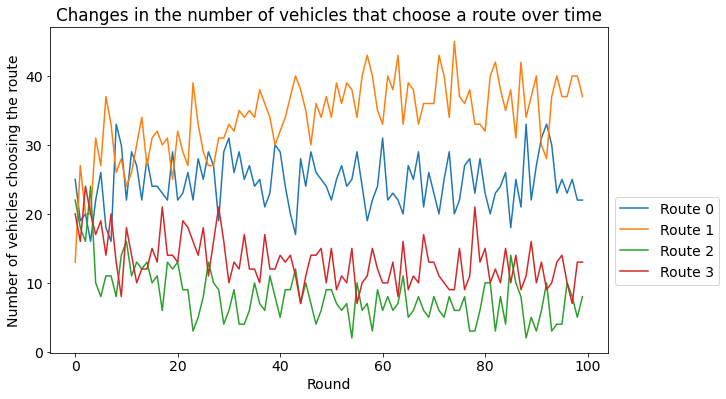 Changes in the number of vehicles that choose a route over time
Number of vehicles choosing the route
40
30
20
10
0
0 20 40 60 80 100
Round
Route 0
Route 1
Route 2
Route 3